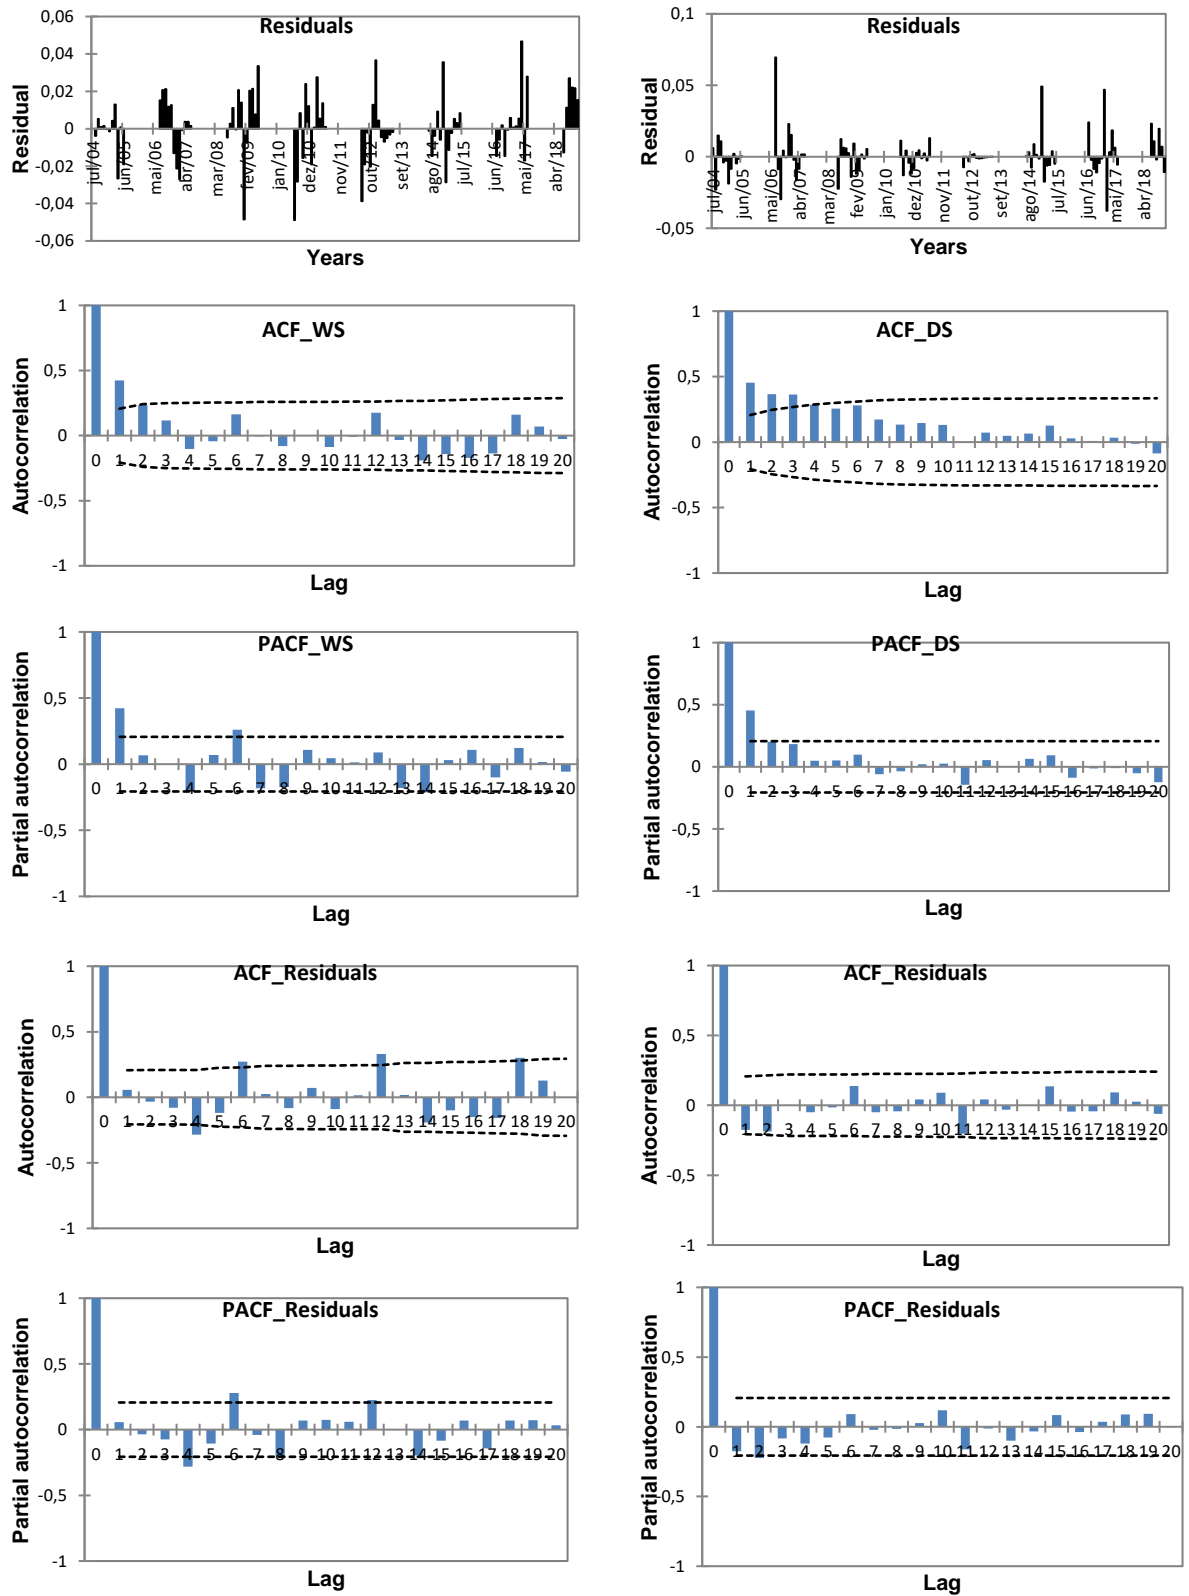 Residuals
0,06
0,04
0,02
0
-0,02
-0,04
-0,06
Residual
jul/04
jun/05
mai/06
abr/07
mar/08
fev/09
jan/10
dez/10
nov/11
out/12
set/13
ago/14
jul/15
jun/16
mai/17
abr/18
Years
Residuals
0,1
0,05
0
-0,05
Residual
jul/04
jun/05
mai/06
abr/07
mar/08
fev/09
jan/10
dez/10
nov/11
out/12
set/13
ago/14
jul/15
jun/16
mai/17
abr/18
Years
ACF_WS
1
0,5
0
-0,5
-1
Autocorrelation
0 1 2 3 4 5 6 7 8 9 10 11 12 13 14 15 16 17 18 19 20
Lag
ACF_DS
1
0,5
0
-0,5
-1
Autocorrelation
0 1 2 3 4 5 6 7 8 9 10 11 12 13 14 15 16 17 18 19 20
Lag
PACF_WS
1
0,5
0
-0,5
-1
Partial autocorrelation
0 1 2 3 4 5 6 7 8 9 10 11 12 13 14 15 16 17 18 19 20
Lag
PACF_DS
1
0,5
0
-0,5
-1
Partial autocorrelation
0 1 2 3 4 5 6 7 8 9 10 11 12 13 14 15 16 17 18 19 20
Lag
ACF_Residuals
1
0,5
0
-0,5
-1
Autocorrelation
0 1 2 3 4 5 6 7 8 9 10 11 12 13 14 15 16 17 18 19 20
Lag
ACF_Residuals
1
0,5
0
-0,5
-1
Autocorrelation
0 1 2 3 4 5 6 7 8 9 10 11 12 13 14 15 16 17 18 19 20
Lag
PACF_Residuals
1
0,5
0
-0,5
-1
Partial autocorrelation
0 1 2 3 4 5 6 7 8 9 10 11 12 13 14 15 16 17 18 19 20
Lag
PACF_Residuals
1
0,5
0
-0,5
-1
Partial autocorrelation
0 1 2 3 4 5 6 7 8 9 10 11 12 13 14 15 16 17 18 19 20
Lag